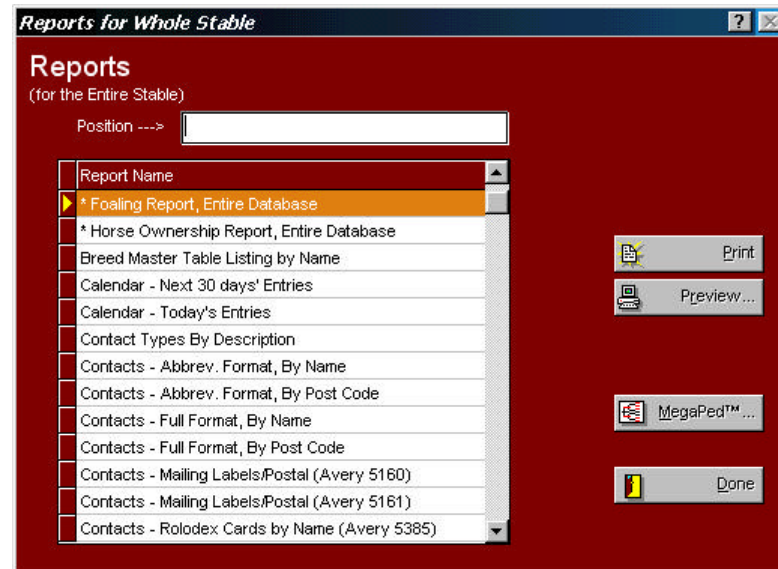 Reports for Whole Stable
Reports
(for the Entire Stable)
Position --->
Report Name
* Foaling Report, Entire Database
* Horse Ownership Report, Entire Database
Breed Master Table Listing by Name
Calendar - Next 30 days' Entries
Calendar - Today's Entries
Contact Types By Description
Contacts - Abbrev. Format, By Name
Contacts - Abbrev. Format, By Post Code
Contacts - Full Format, By Name
Contacts - Full Format, By Post Code
Contacts - Mailing Labels/Postal (Avery 5160)
Contacts - Mailing Labels/Postal (Avery 5161)
Contacts - Rolodex Cards by Name (Avery 5385)
Print
Preview...
MegaPed™...
Done